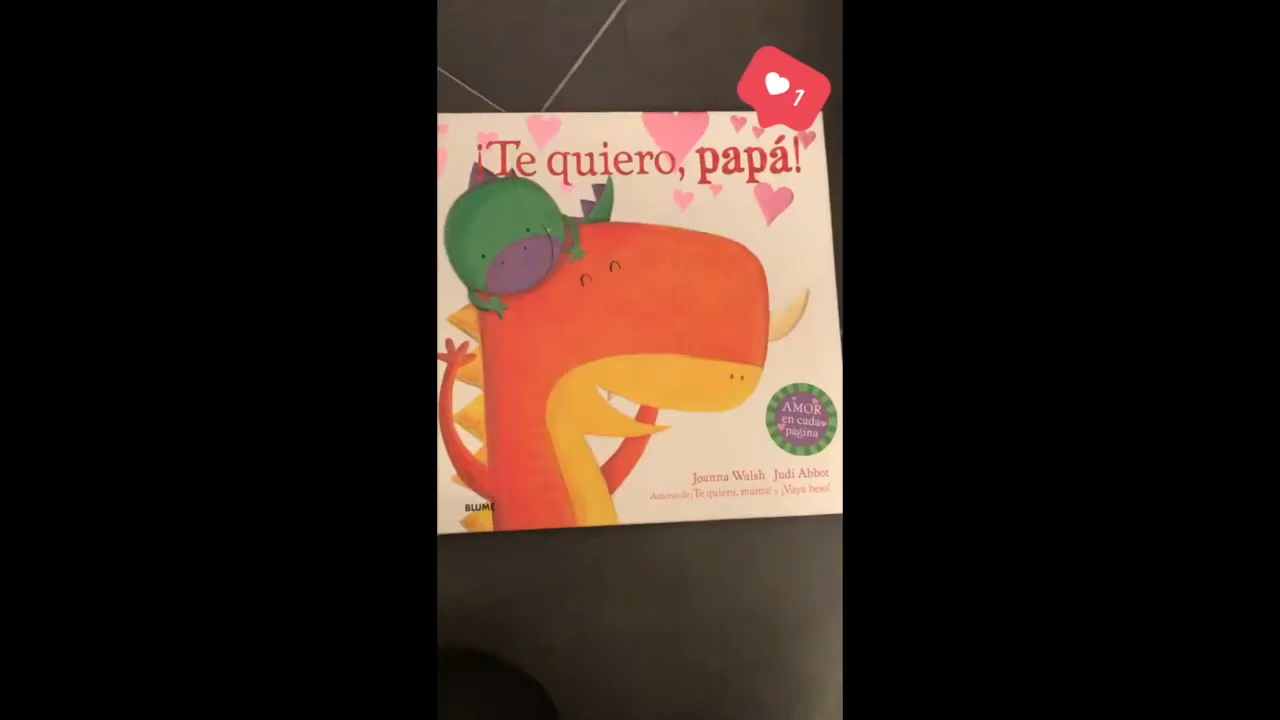 1
¡Te quiero, papá!
AMOR
en cada
página
Joanna Walsh Judi Abbot
Autoras de ¡Te quiero, mamá! y ¡Vaya beso!
BLUME